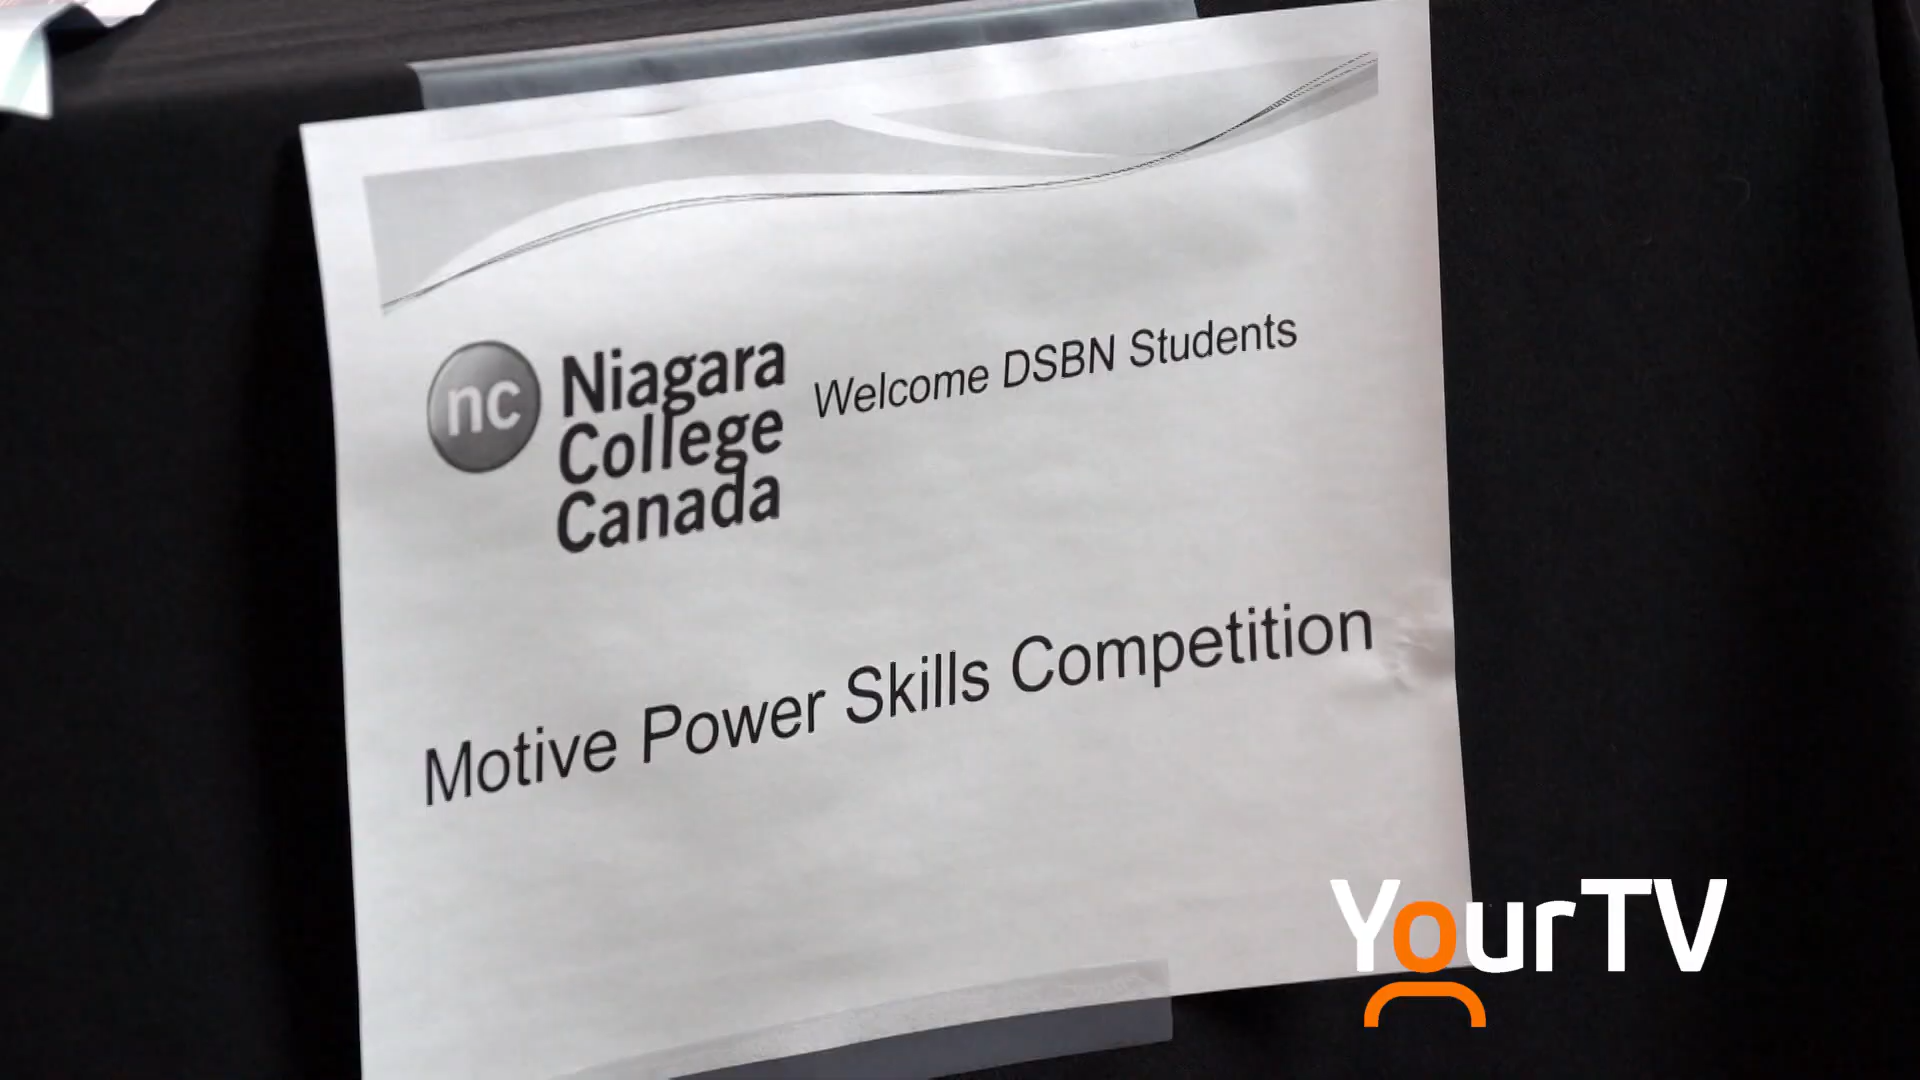 nc
Niagara
College
Canada
Welcome DSBN Students
Motive Power Skills Competition
YourTV